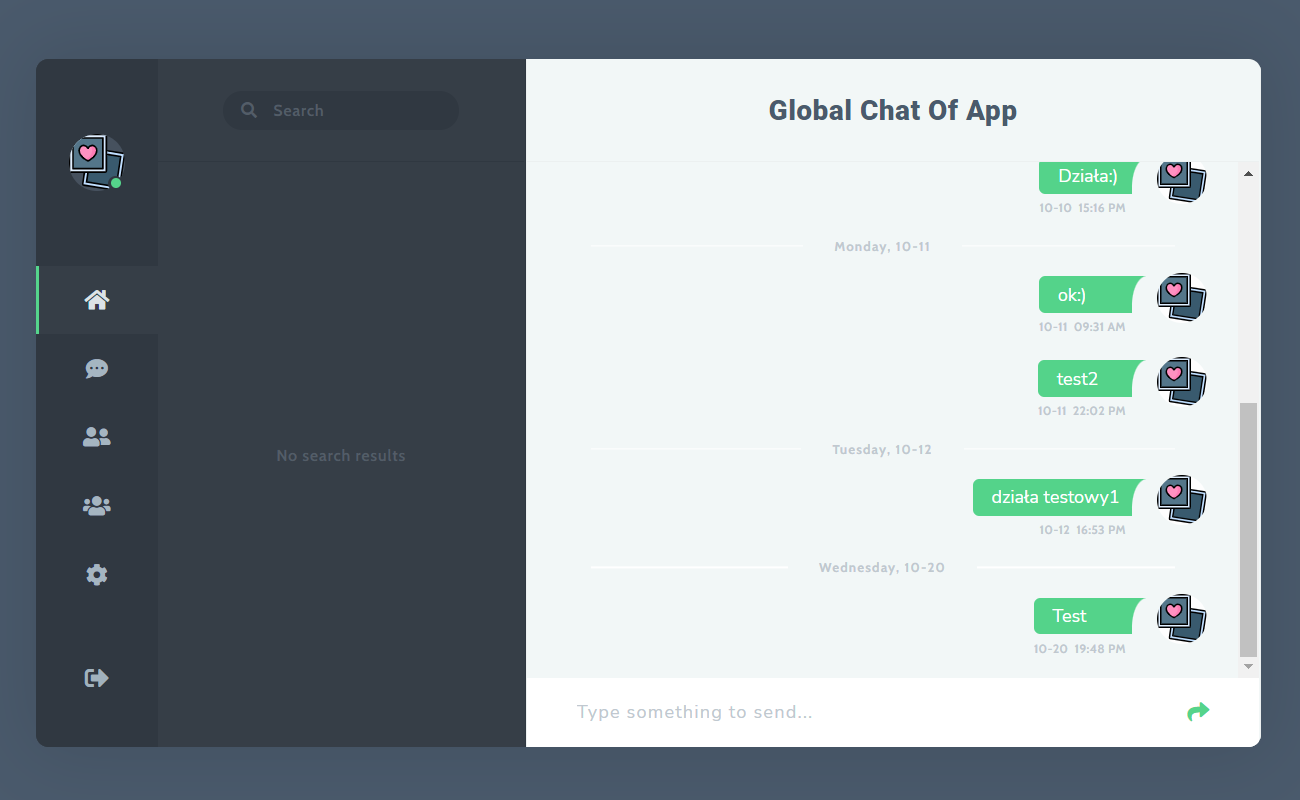 Search
No search results
Global Chat Of App
Działa:)
10-10 15:16 PM
Monday, 10-11
ok:)
10-11 09:31 AM
test2
10-11 22:02 PM
Tuesday, 10-12
działa testowy1
10-12 16:53 PM
Wednesday, 10-20
Test
10-20 19:48 PM
Type something to send...